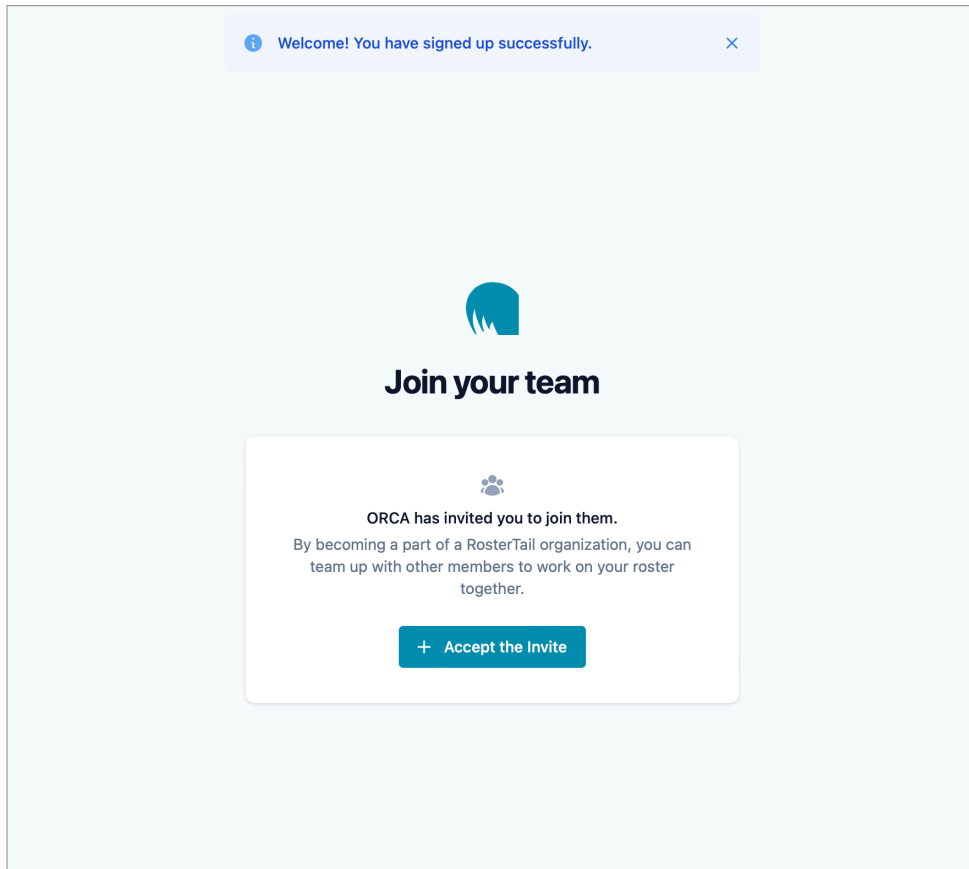 Welcome! You have signed up successfully.
Join your team
ORCA has invited you to join them.
By becoming a part of a RosterTail organization, you can
team up with other members to work on your roster
together.
Accept the Invite